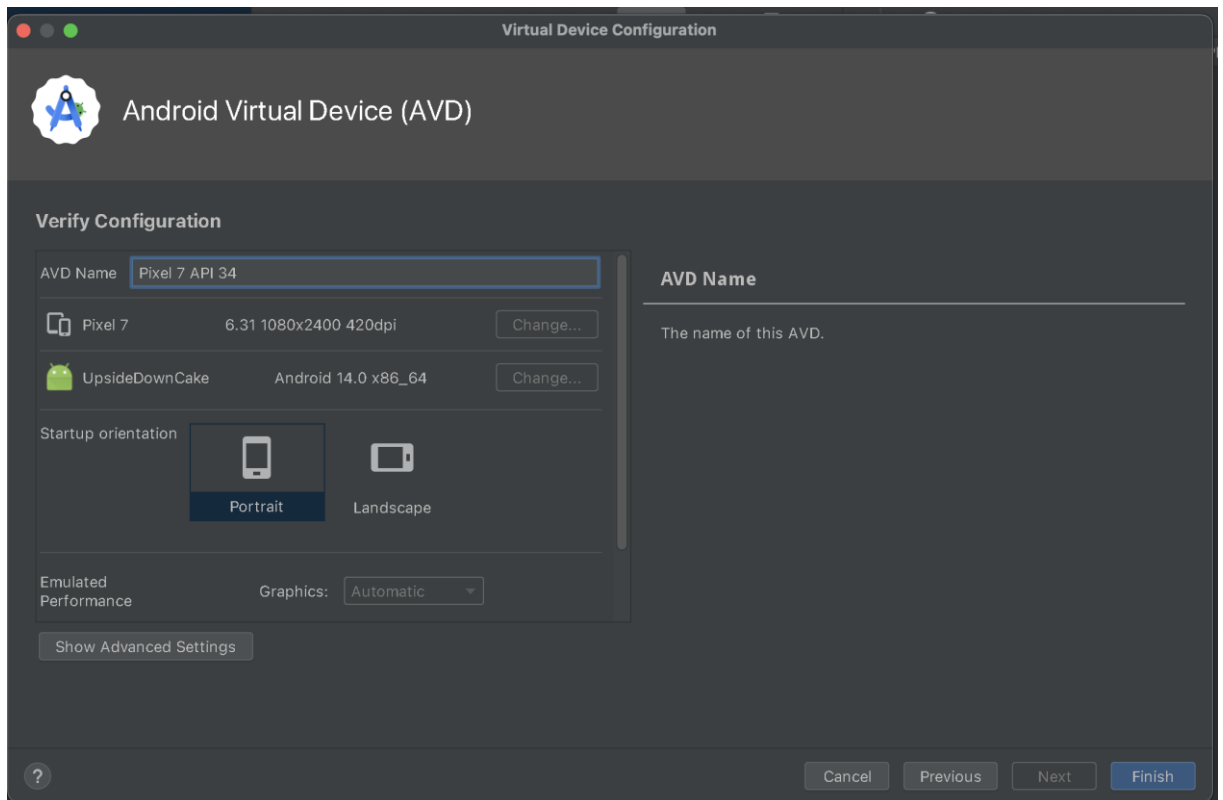 Virtual Device Configuration
Android Virtual Device (AVD)
Verify Configuration
AVD Name Pixel 7 API 34
Pixel 7 6.31 1080x2400 420dpi Change...
UpsideDownCake Android 14.0 x86_64 Change...
Startup orientation
Portrait Landscape
Emulated
Performance
Graphics: Automatic
Show Advanced Settings
AVD Name
The name of this AVD.
? Cancel Previous Next Finish